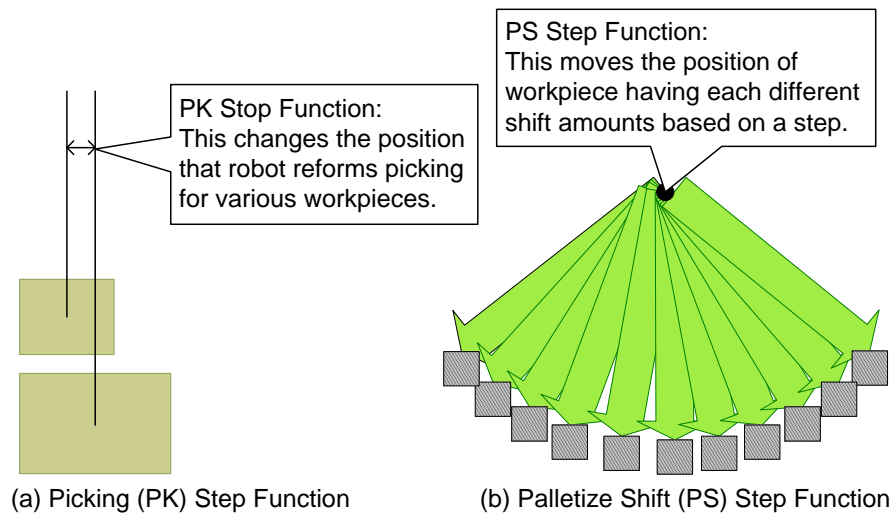 PK Stop Function:
This changes the position
that robot reforms picking
for various workpieces.
PS Step Function:
This moves the position of
workpiece having each different
shift amounts based on a step.
(a) Picking (PK) Step Function
(b) Palletize Shift (PS) Step Function